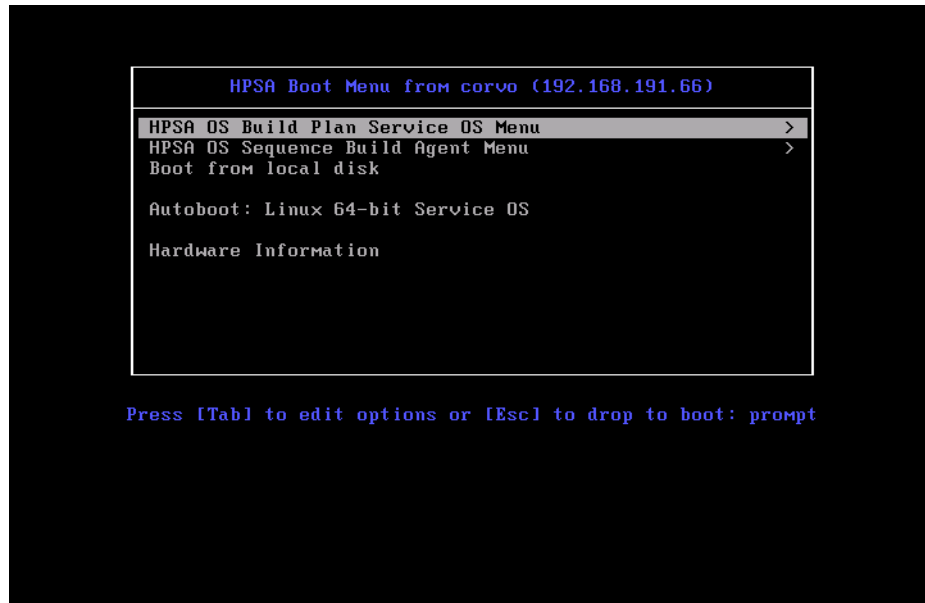 HPSA Boot Menu from corvo (192.168.191.66)
HPSA OS Build Plan Service OS Menu >
HPSA OS Sequence Build Agent Menu >
Boot from local disk
Autoboot: Linux 64-bit Service OS
Hardware Information
Press [Tab] to edit options or [Esc] to drop to boot: prompt